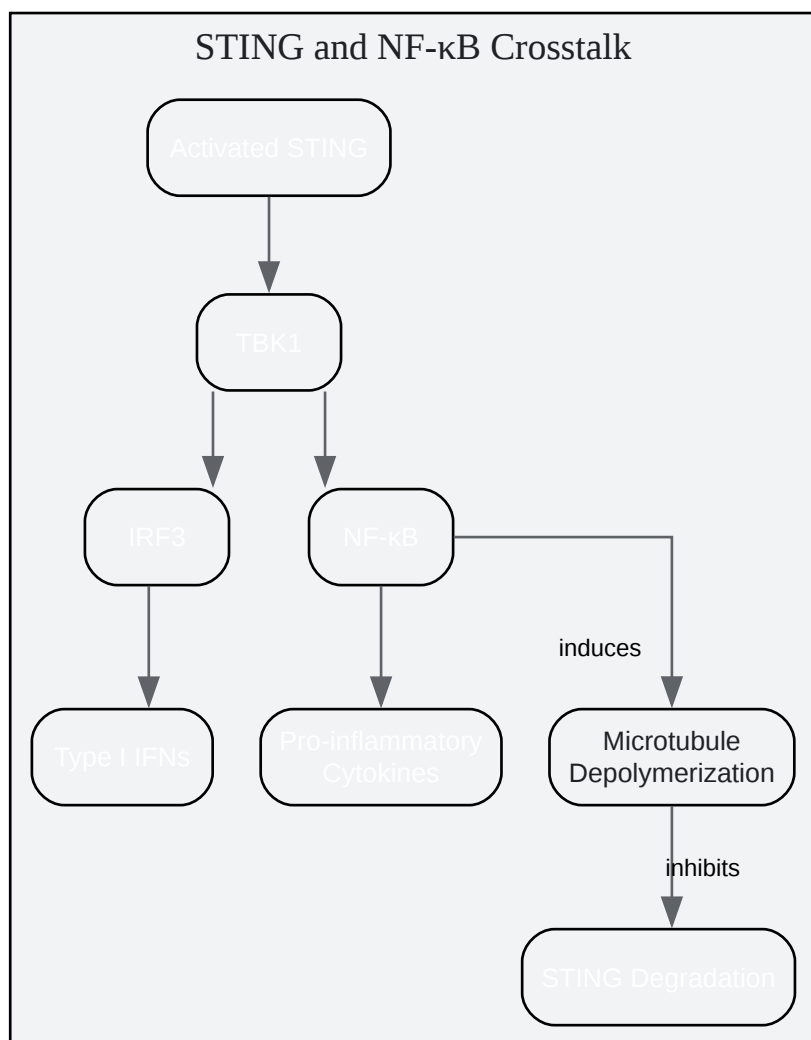 STING and NF-κB Crosstalk
Activated STING
TBK1
IRF3
NF-κB
induces
Type I IFNs
Pro-inflammatory
Cytokines
Microtubule
Depolymerization
inhibits
STING Degradation